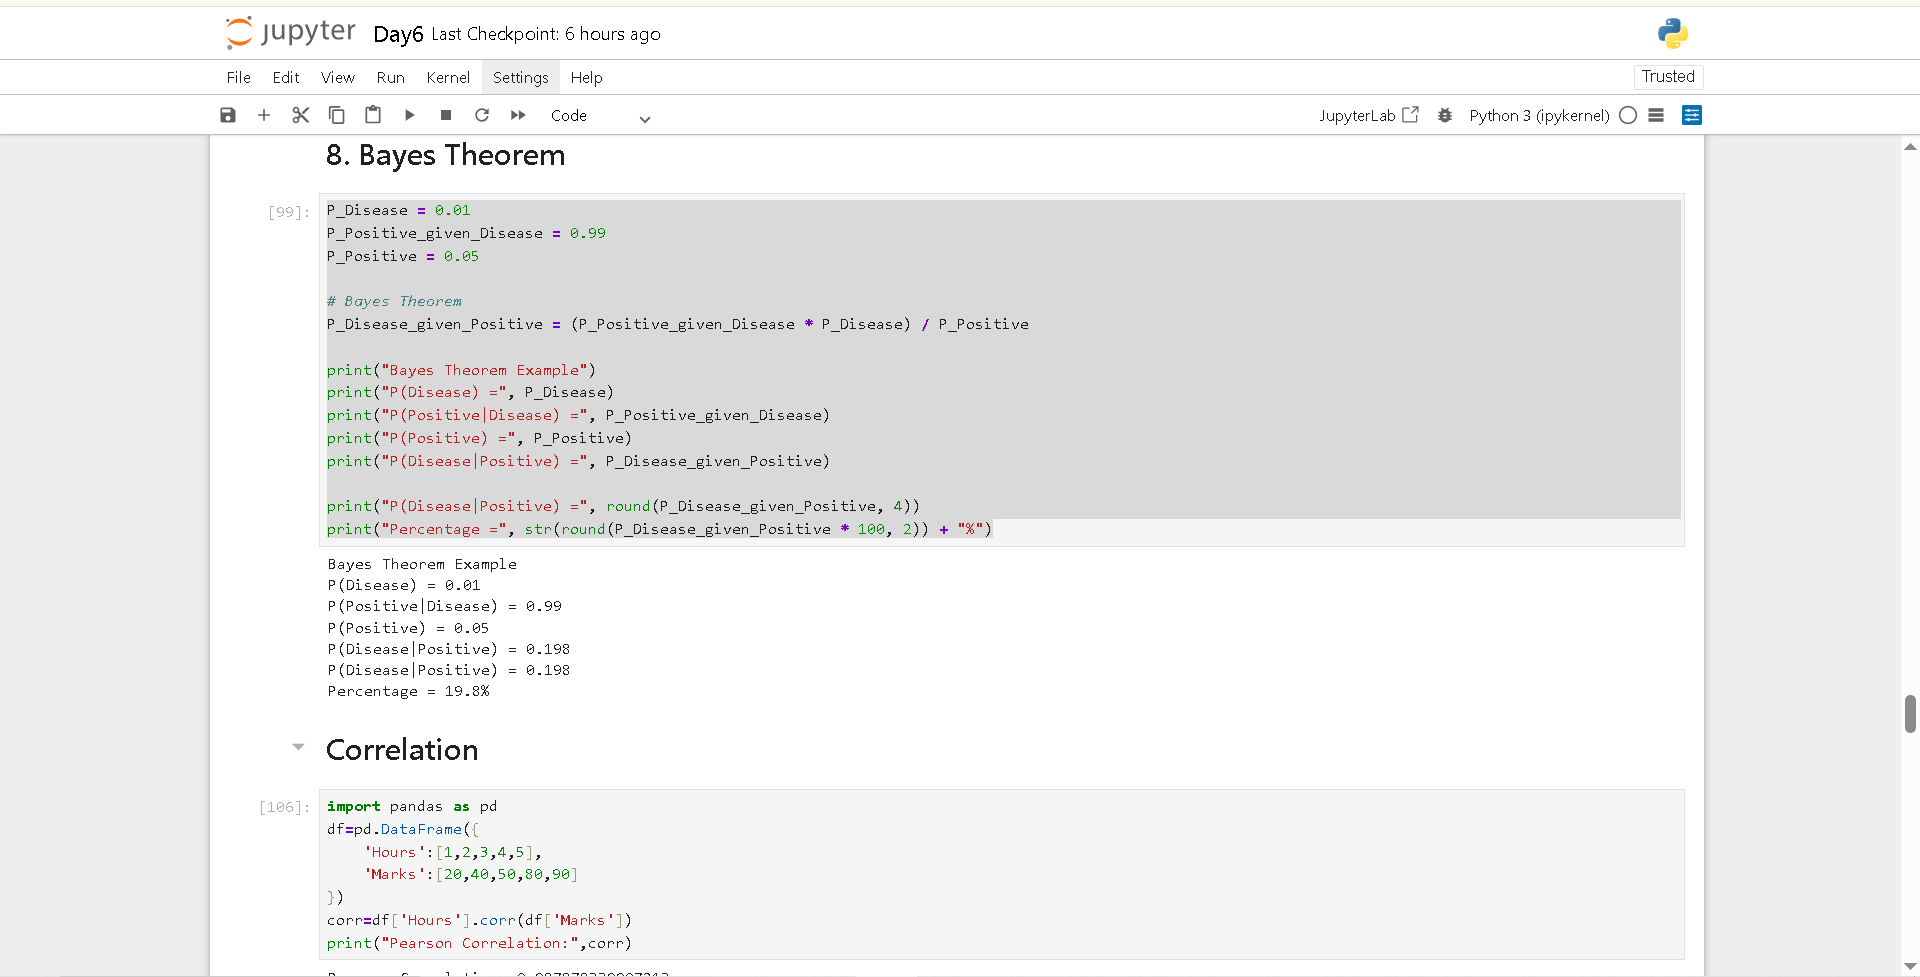 jupyter Day6 Last Checkpoint: 6 hours ago
File Edit View Run Kernel Settings Help Trusted
Code JupyterLab Python 3 (ipykernel)
8. Bayes Theorem
[99]:
P_Disease = 0.01
P_Positive_given_Disease = 0.99
P_Positive = 0.05
# Bayes Theorem
P_Disease_given_Positive = (P_Positive_given_Disease * P_Disease) / P_Positive
print("Bayes Theorem Example")
print("P(Disease) =", P_Disease)
print("P(Positive|Disease) =", P_Positive_given_Disease)
print("P(Positive) =", P_Positive)
print("P(Disease|Positive) =", P_Disease_given_Positive)
print("P(Disease|Positive) =", round(P_Disease_given_Positive, 4))
print("Percentage =", str(round(P_Disease_given_Positive * 100, 2)) + "%")
Bayes Theorem Example
P(Disease) = 0.01
P(Positive|Disease) = 0.99
P(Positive) = 0.05
P(Disease|Positive) = 0.198
P(Disease|Positive) = 0.198
Percentage = 19.8%
Correlation
[106]:
import pandas as pd
df=pd.DataFrame({
    'Hours':[1,2,3,4,5],
    'Marks':[20,40,50,80,90]
})
corr=df['Hours'].corr(df['Marks'])
print("Pearson Correlation:",corr)